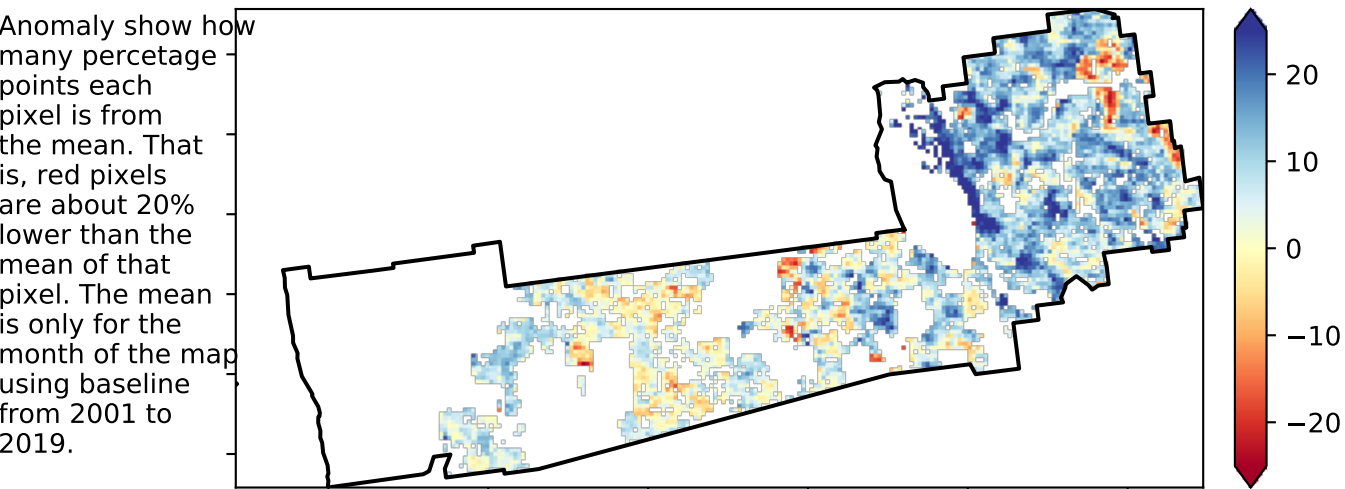 Anomaly show how
many percetage
points each
pixel is from
the mean. That
is, red pixels
are about 20%
lower than the
mean of that
pixel. The mean
is only for the
month of the map
using baseline
from 2001 to
2019.
20
10
0
−10
−20